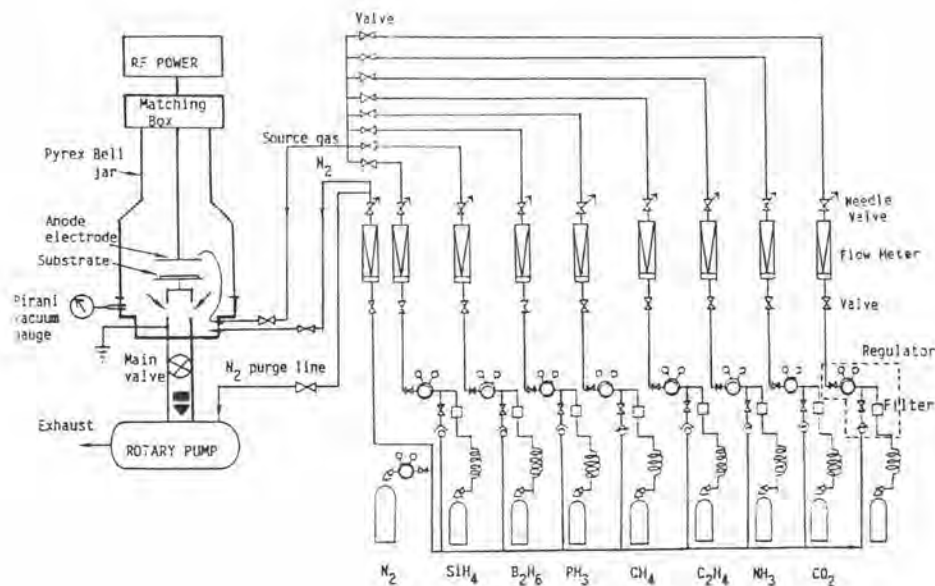 Valve
RF POWER
Matching
Box
Source gas
Pyrex Bell
jar
N2
Anode
electrode
Substrate
Needle
Valve
Flow Meter
Pirani
vacuum
gauge
Valve
Main
valve
N2 purge line
Regulator
Filter
Exhaust
ROTARY PUMP
N2
SiH4
B2H6
PH3
CH4
C2H4
NH3
CO2